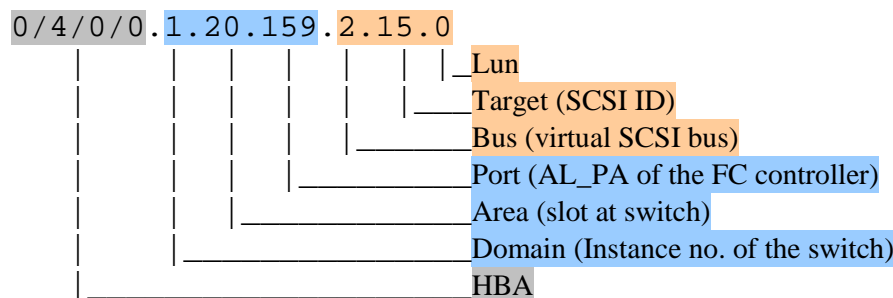 0/4/0/0.1.20.159.2.15.0
Lun
Target (SCSI ID)
Bus (virtual SCSI bus)
Port (AL_PA of the FC controller)
Area (slot at switch)
Domain (Instance no. of the switch)
HBA